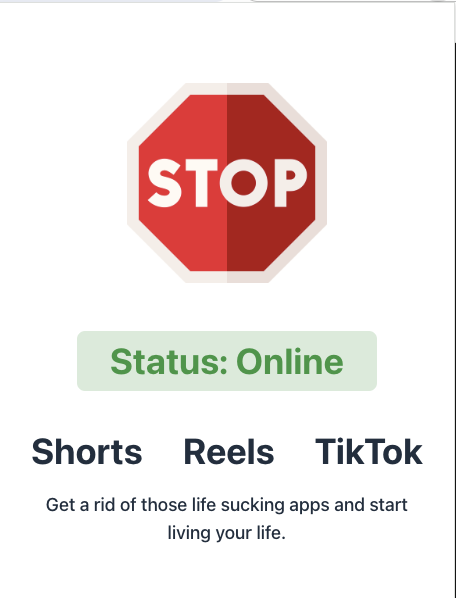 STOP
Status: Online
Shorts Reels TikTok
Get a rid of those life sucking apps and start
living your life.